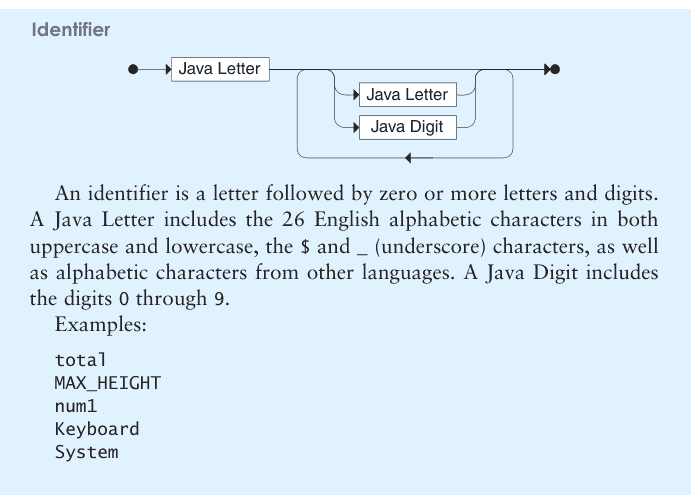 Identifier
Java Letter
Java Letter
Java Digit
An identifier is a letter followed by zero or more letters and digits.
A Java Letter includes the 26 English alphabetic characters in both
uppercase and lowercase, the $ and _ (underscore) characters, as well
as alphabetic characters from other languages. A Java Digit includes
the digits 0 through 9.
Examples:
total
MAX_HEIGHT
num1
Keyboard
System